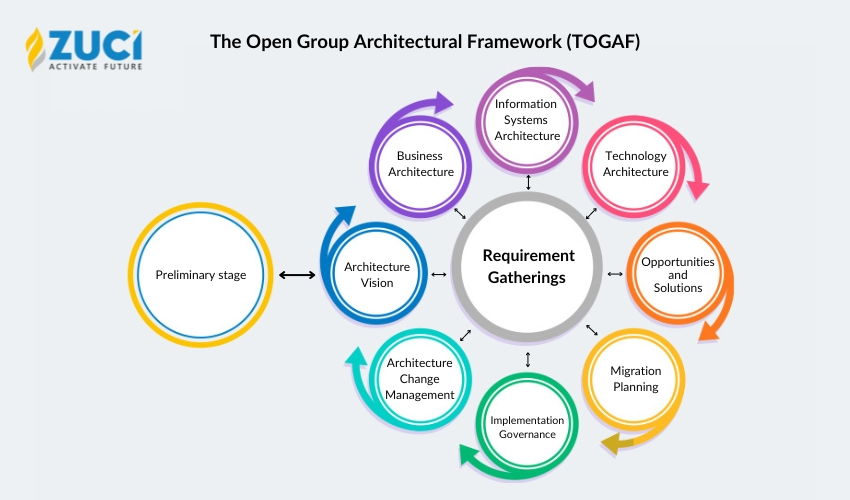 ZUCI
ACTIVATE FUTURE
The Open Group Architectural Framework (TOGAF)
Information
Systems
Architecture
Business
Architecture
Technology
Architecture
Requirement
Gatherings
Preliminary stage
Architecture
Vision
Opportunities
and
Solutions
Architecture
Change
Management
Migration
Planning
Implementation
Governance